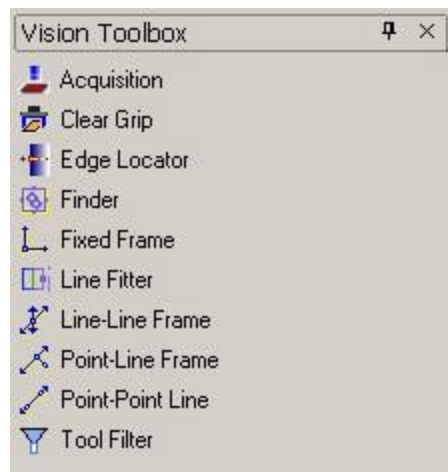 Vision Toolbox
Acquisition
Clear Grip
Edge Locator
Finder
Fixed Frame
Line Fitter
Line-Line Frame
Point-Line Frame
Point-Point Line
Tool Filter